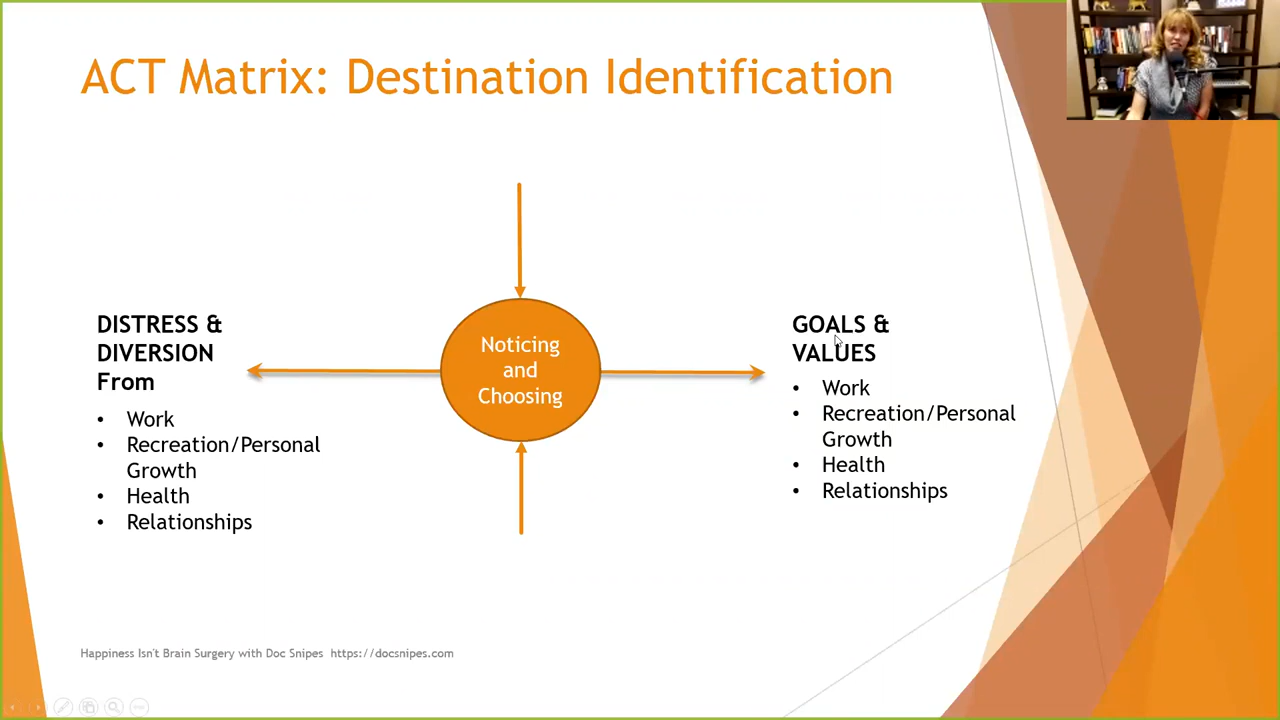 ACT Matrix: Destination Identification
DISTRESS &
DIVERSION
From
• Work
• Recreation/Personal
Growth
• Health
• Relationships
Noticing
and
Choosing
GOALS &
VALUES
• Work
• Recreation/Personal
Growth
• Health
• Relationships
Happiness Isn't Brain Surgery with Doc Snipes https://docsnipes.com